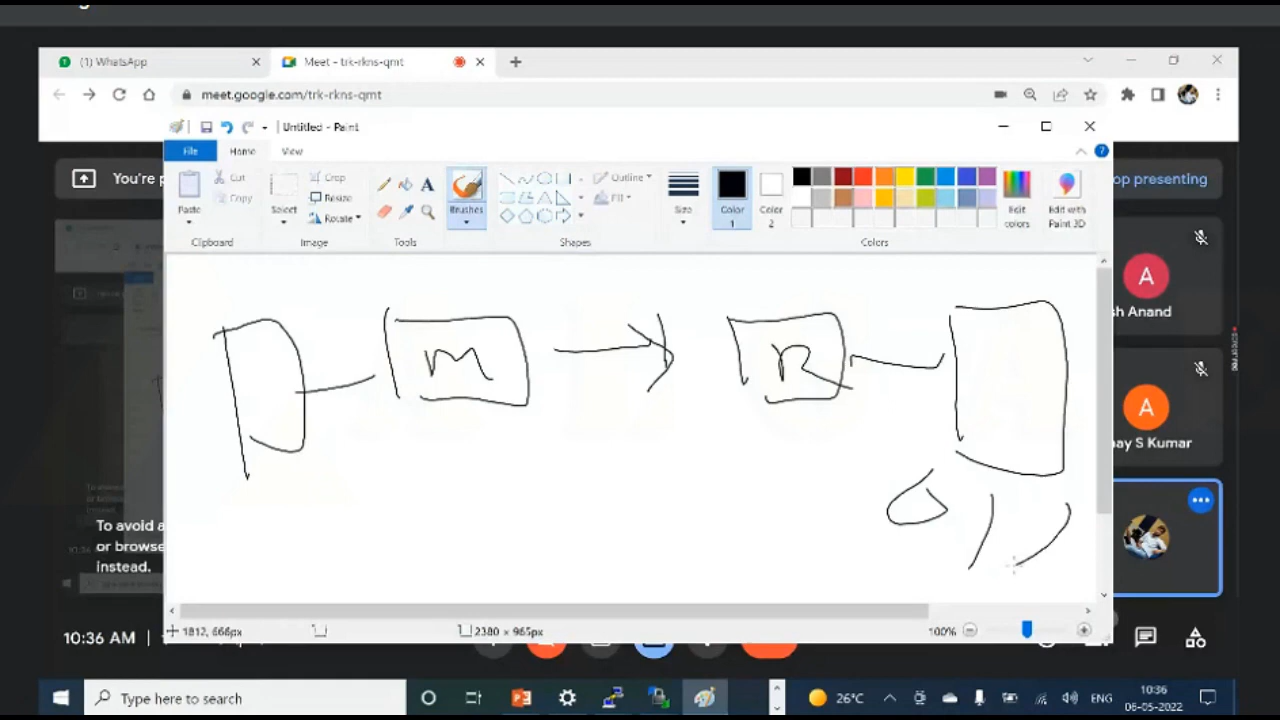 (1) WhatsApp
Meet - trk-rkns-qmt
meet.google.com/trk-rkns-qmt
Untitled - Paint
You're p
op presenting
File
Home
View
Paste
Cut
Copy
Clipboard
Select
Crop
Resize
Rotate
Image
Tools
Brushes
Shapes
Outline
Fill
Size
Color
1
Color
2
Edit
colors
Edit with
Paint 3D
Colors
A
sh Anand
A
ay S Kumar
M
R
To avoid a
or browse
instead.
10:36 AM
1812, 666px
2380 × 965px
100%
Type here to search
26°C
ENG
10:36
06-05-2022